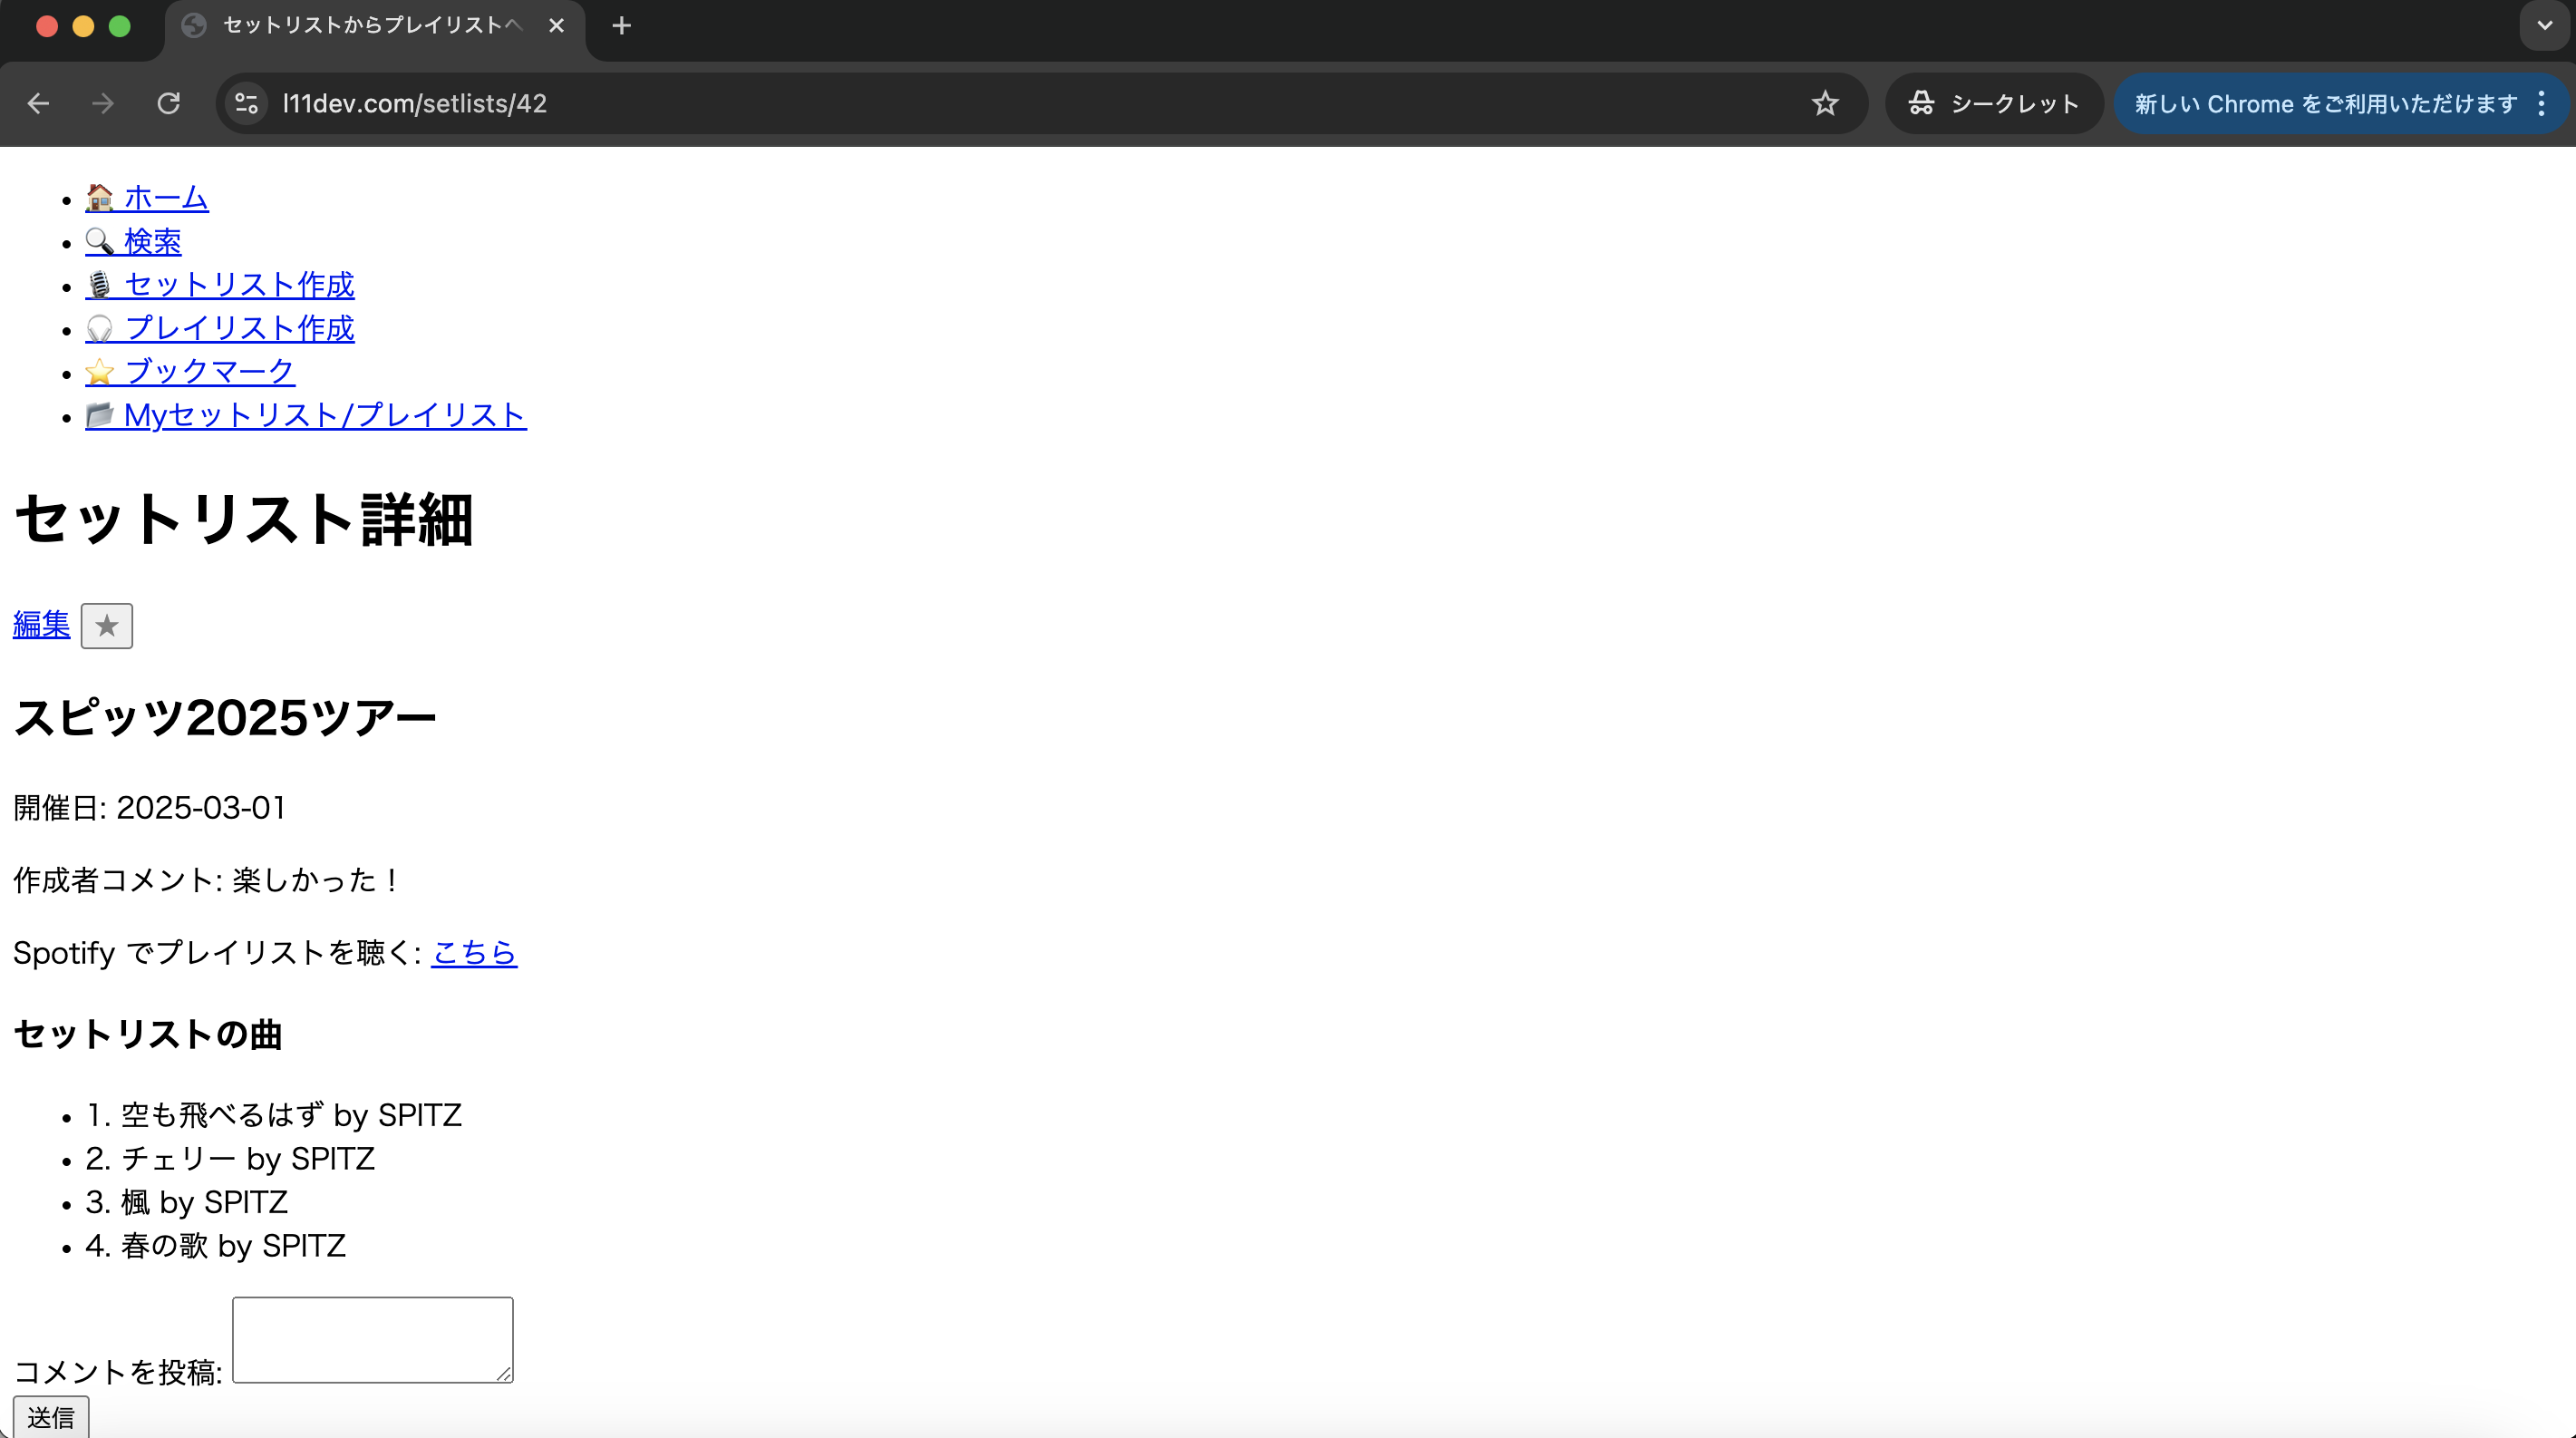 セットリストからプレイリストへ
l11dev.com/setlists/42
シークレット
新しい Chrome をご利用いただけます
ホーム
検索
セットリスト作成
プレイリスト作成
ブックマーク
Myセットリスト/プレイリスト
セットリスト詳細
編集 ★
スピッツ2025ツアー
開催日: 2025-03-01
作成者コメント: 楽しかった！
Spotify でプレイリストを聴く: こちら
セットリストの曲
1. 空も飛べるはず by SPITZ
2. チェリー by SPITZ
3. 楓 by SPITZ
4. 春の歌 by SPITZ
コメントを投稿:
送信